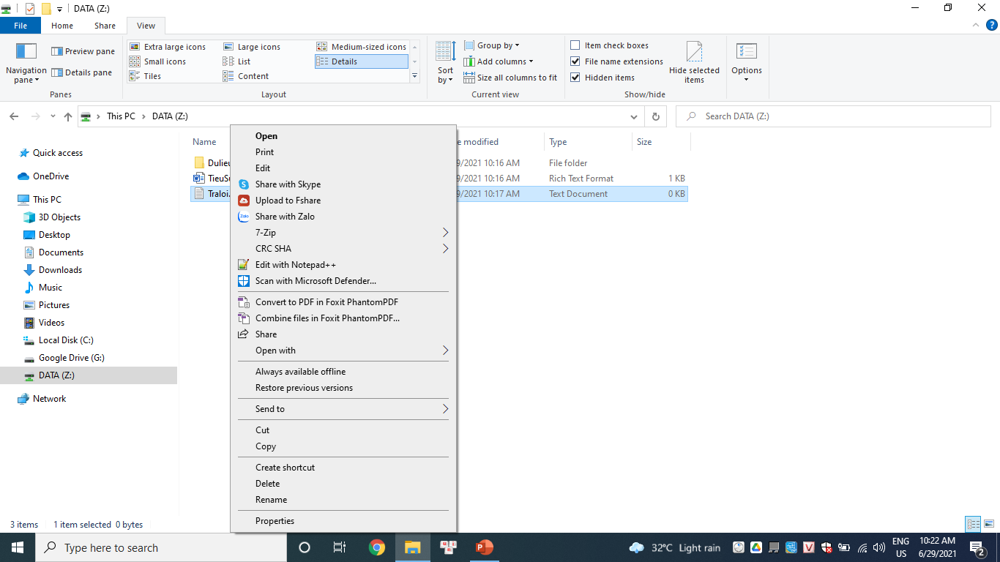 DATA (Z:)
File Home Share View
Navigation pane
Preview pane
Details pane
Panes
Extra large icons Large icons Medium-sized icons
Small icons List Details
Tiles Content
Layout
Sort by
Group by
Add columns
Size all columns to fit
Current view
Item check boxes
File name extensions
Hidden items
Hide selected items
Show/hide
Options
This PC DATA (Z:)
Search DATA (Z:)
Quick access
OneDrive
This PC
3D Objects
Desktop
Documents
Downloads
Music
Pictures
Videos
Local Disk (C:)
Google Drive (G:)
DATA (Z:)
Network
Name e modified Type Size
Dulieu 9/2021 10:16 AM File folder
TieuS 9/2021 10:16 AM Rich Text Format 1 KB
Traloi. 9/2021 10:17 AM Text Document 0 KB
Open
Print
Edit
Share with Skype
Upload to Fshare
Zalo Share with Zalo
7-Zip
CRC SHA
Edit with Notepad++
Scan with Microsoft Defender...
Convert to PDF in Foxit PhantomPDF
Combine files in Foxit PhantomPDF...
Share
Open with
Always available offline
Restore previous versions
Send to
Cut
Copy
Create shortcut
Delete
Rename
Properties
3 items 1 item selected 0 bytes
Type here to search
32°C Light rain
ENG
US
10:22 AM
6/29/2021
2